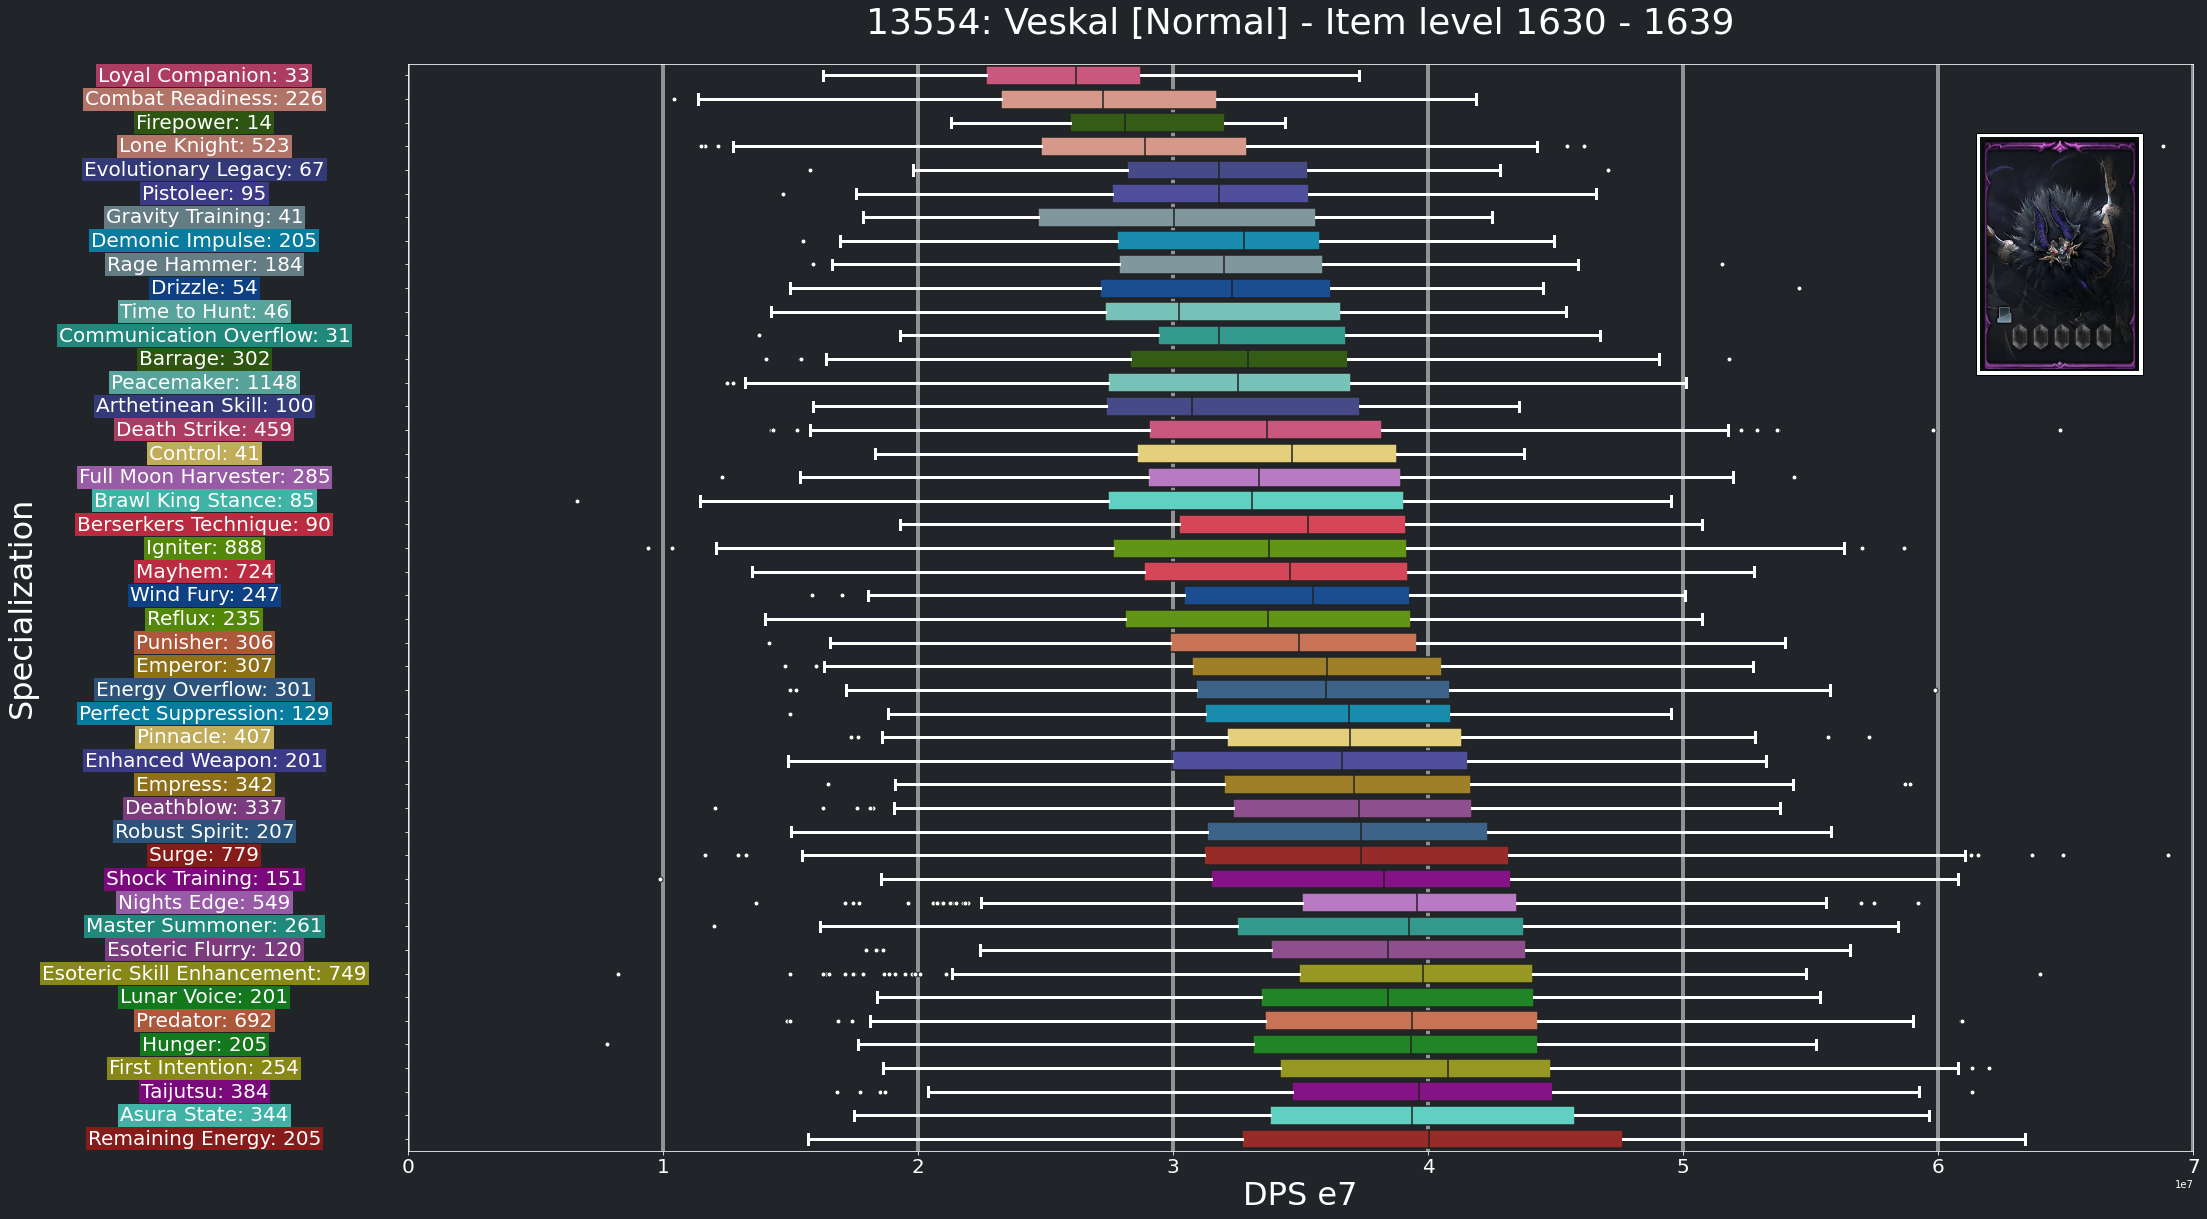 13554: Veskal [Normal] - Item level 1630 - 1639
Specialization
Loyal Companion: 33
Combat Readiness: 226
Firepower: 14
Lone Knight: 523
Evolutionary Legacy: 67
Pistoleer: 95
Gravity Training: 41
Demonic Impulse: 205
Rage Hammer: 184
Drizzle: 54
Time to Hunt: 46
Communication Overflow: 31
Barrage: 302
Peacemaker: 1148
Arthetinean Skill: 100
Death Strike: 459
Control: 41
Full Moon Harvester: 285
Brawl King Stance: 85
Berserkers Technique: 90
Igniter: 888
Mayhem: 724
Wind Fury: 247
Reflux: 235
Punisher: 306
Emperor: 307
Energy Overflow: 301
Perfect Suppression: 129
Pinnacle: 407
Enhanced Weapon: 201
Empress: 342
Deathblow: 337
Robust Spirit: 207
Surge: 779
Shock Training: 151
Nights Edge: 549
Master Summoner: 261
Esoteric Flurry: 120
Esoteric Skill Enhancement: 749
Lunar Voice: 201
Predator: 692
Hunger: 205
First Intention: 254
Taijutsu: 384
Asura State: 344
Remaining Energy: 205
0 1 2 3 4 5 6 7
1e7
DPS e7